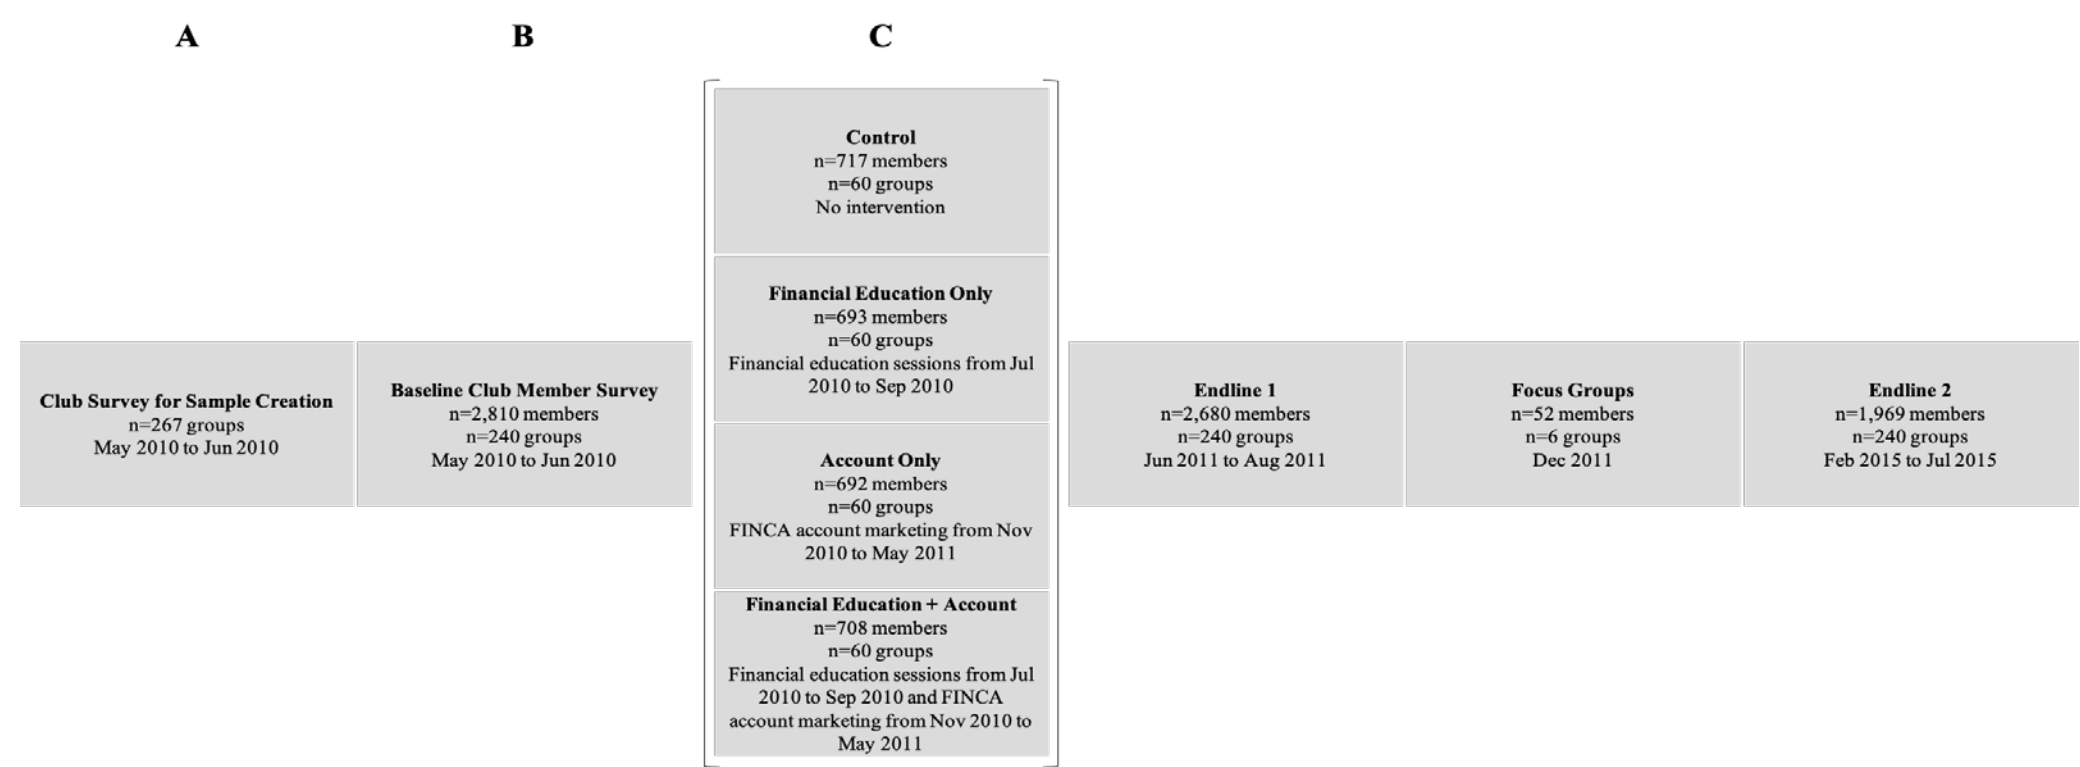 A
B
C
Club Survey for Sample Creation
n=267 groups
May 2010 to Jun 2010
Baseline Club Member Survey
n=2,810 members
n=240 groups
May 2010 to Jun 2010
Control
n=717 members
n=60 groups
No intervention
Financial Education Only
n=693 members
n=60 groups
Financial education sessions from Jul
2010 to Sep 2010
Account Only
n=692 members
n=60 groups
FINCA account marketing from Nov
2010 to May 2011
Financial Education + Account
n=708 members
n=60 groups
Financial education sessions from Jul
2010 to Sep 2010 and FINCA
account marketing from Nov 2010 to
May 2011
Endline 1
n=2,680 members
n=240 groups
Jun 2011 to Aug 2011
Focus Groups
n=52 members
n=6 groups
Dec 2011
Endline 2
n=1,969 members
n=240 groups
Feb 2015 to Jul 2015